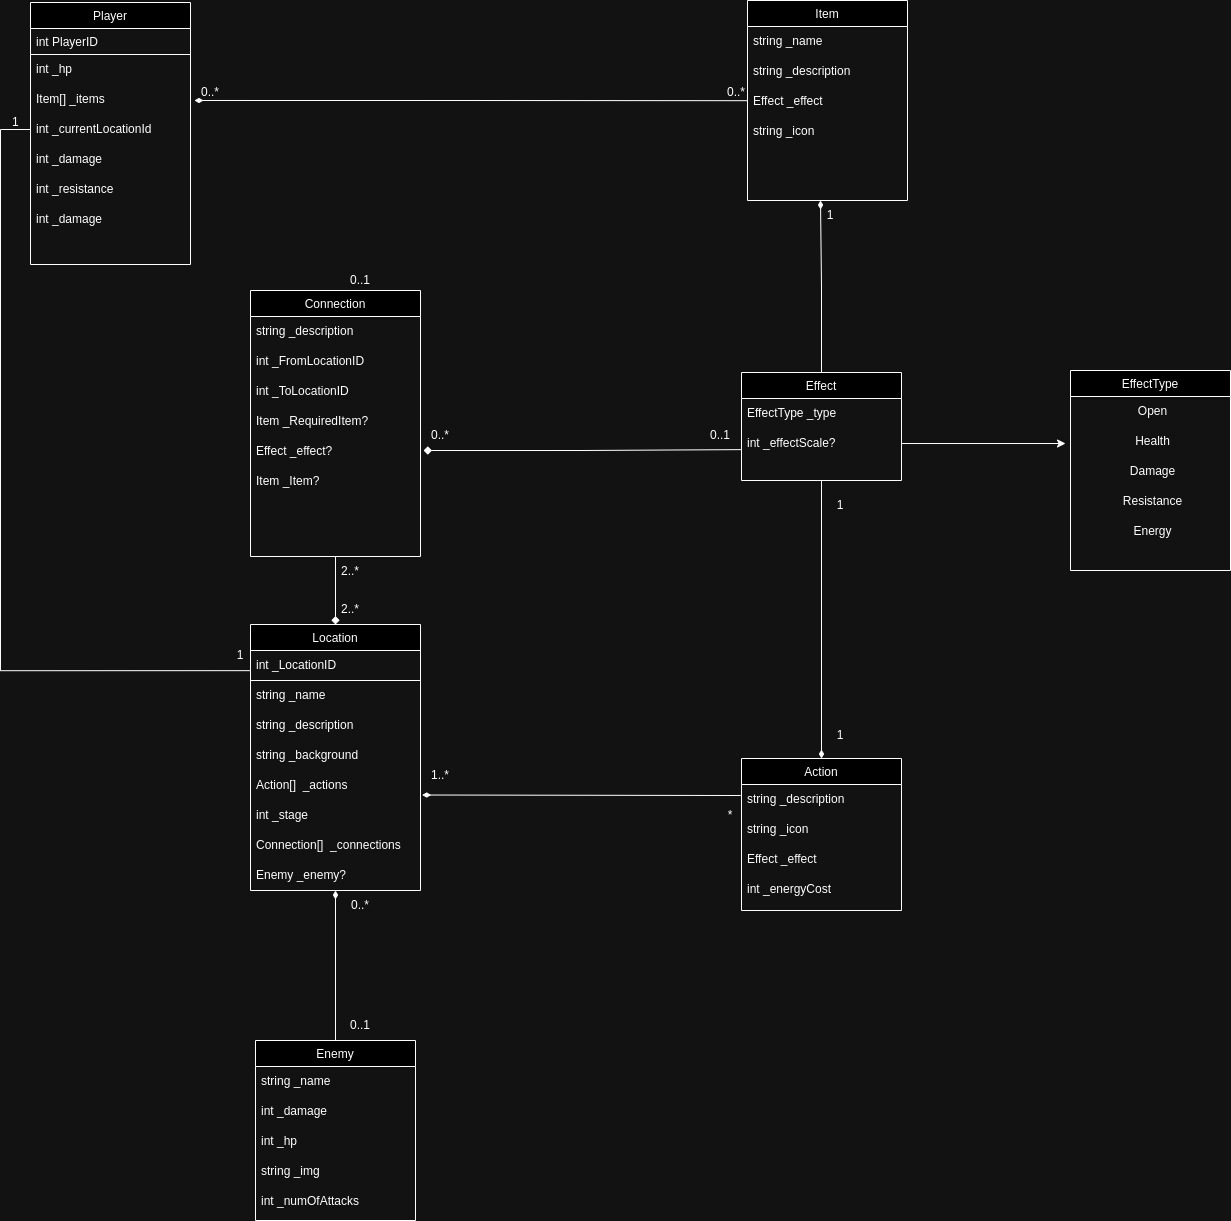 Player
int PlayerID
int _hp
Item[] _items
int _currentLocationId
int _damage
int _resistance
int _damage
1
0..*
0..*
Item
string _name
string _description
Effect _effect
string _icon
1
0..1
Connection
string _description
int _FromLocationID
int _ToLocationID
Item _RequiredItem?
Effect _effect?
Item _Item?
0..*
0..1
Effect
EffectType _type
int _effectScale?
1
EffectType
Open
Health
Damage
Resistance
Energy
2..*
2..*
1
Location
int _LocationID
string _name
string _description
string _background
Action[]  _actions
int _stage
Connection[]  _connections
Enemy _enemy?
1..*
*
1
Action
string _description
string _icon
Effect _effect
int _energyCost
0..*
0..1
Enemy
string _name
int _damage
int _hp
string _img
int _numOfAttacks